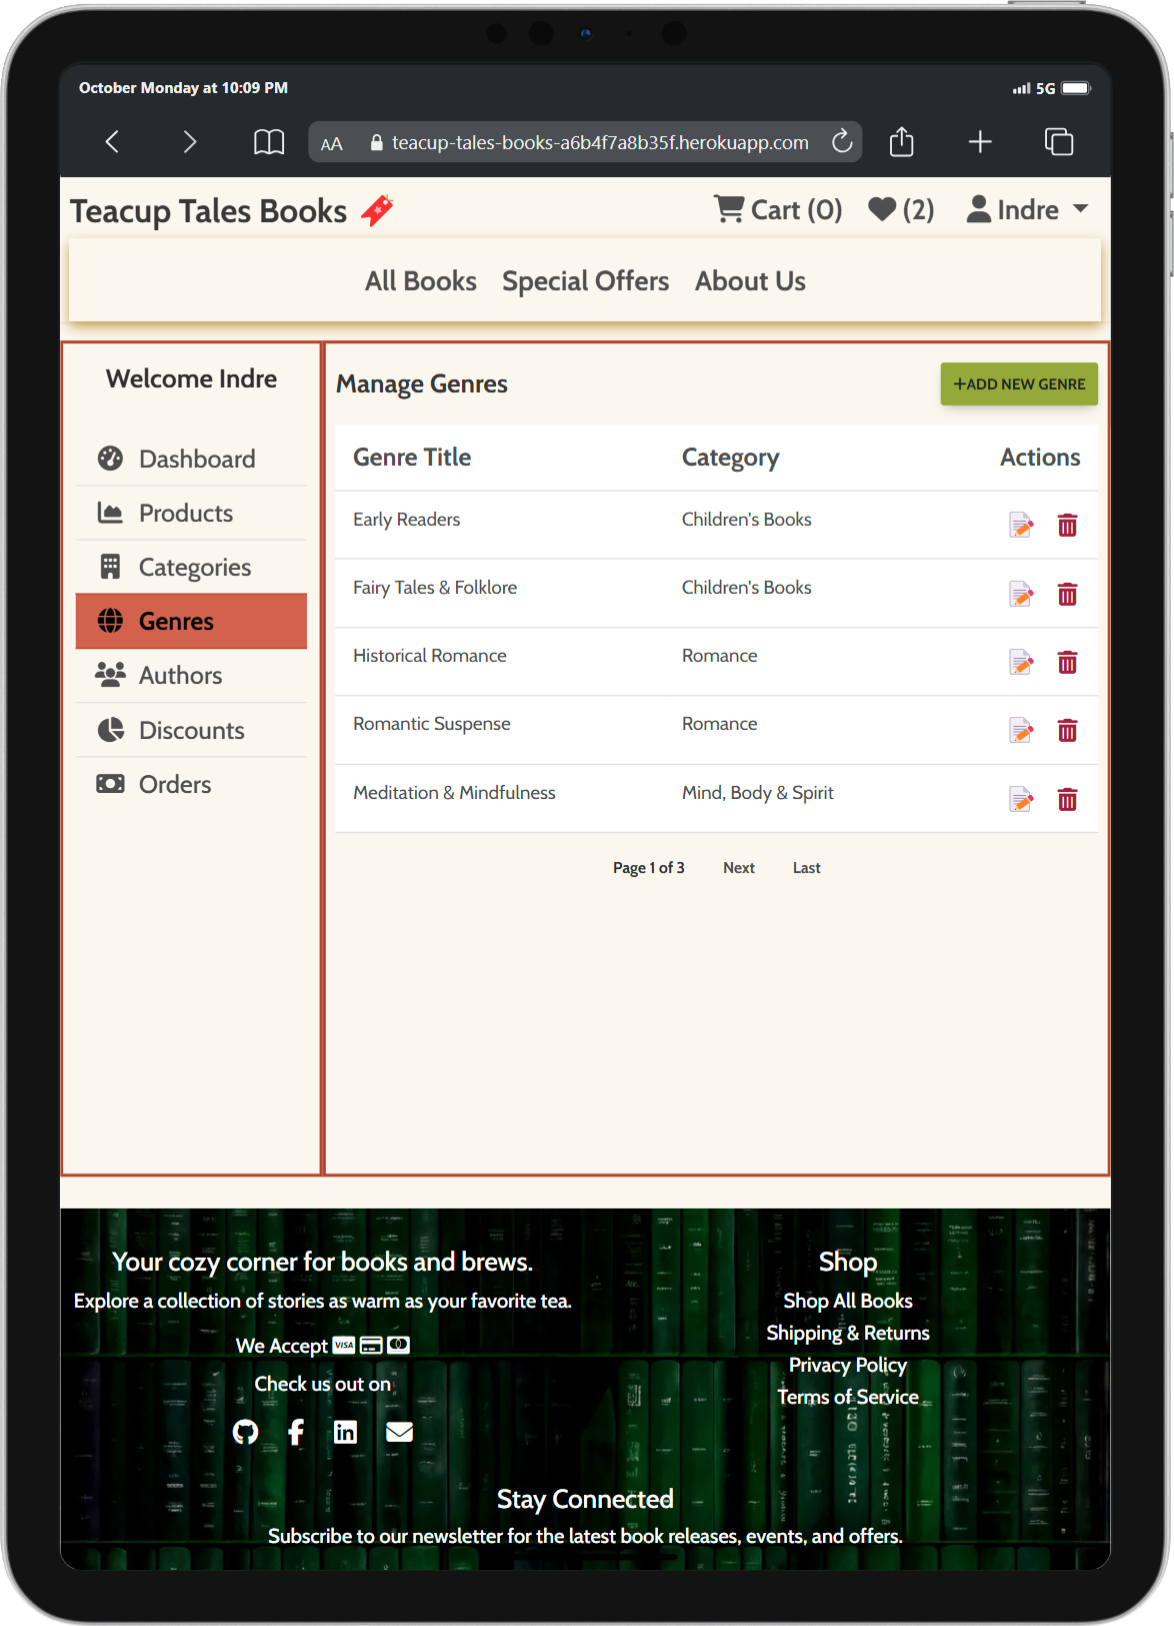 October Monday at 10:09 PM
5G
AA
teacup-tales-books-a6b4f7a8b35f.herokuapp.com
Teacup Tales Books
Cart (0)
(2)
Indre
All Books
Special Offers
About Us
Welcome Indre
Dashboard
Products
Categories
Genres
Authors
Discounts
Orders
Manage Genres
+ADD NEW GENRE
Genre Title
Category
Actions
Early Readers
Children's Books
Fairy Tales & Folklore
Children's Books
Historical Romance
Romance
Romantic Suspense
Romance
Meditation & Mindfulness
Mind, Body & Spirit
Page 1 of 3
Next
Last
Your cozy corner for books and brews.
Explore a collection of stories as warm as your favorite tea.
We Accept VISA
Check us out on
in
Shop
Shop All Books
Shipping & Returns
Privacy Policy
Terms of Service
Stay Connected
Subscribe to our newsletter for the latest book releases, events, and offers.